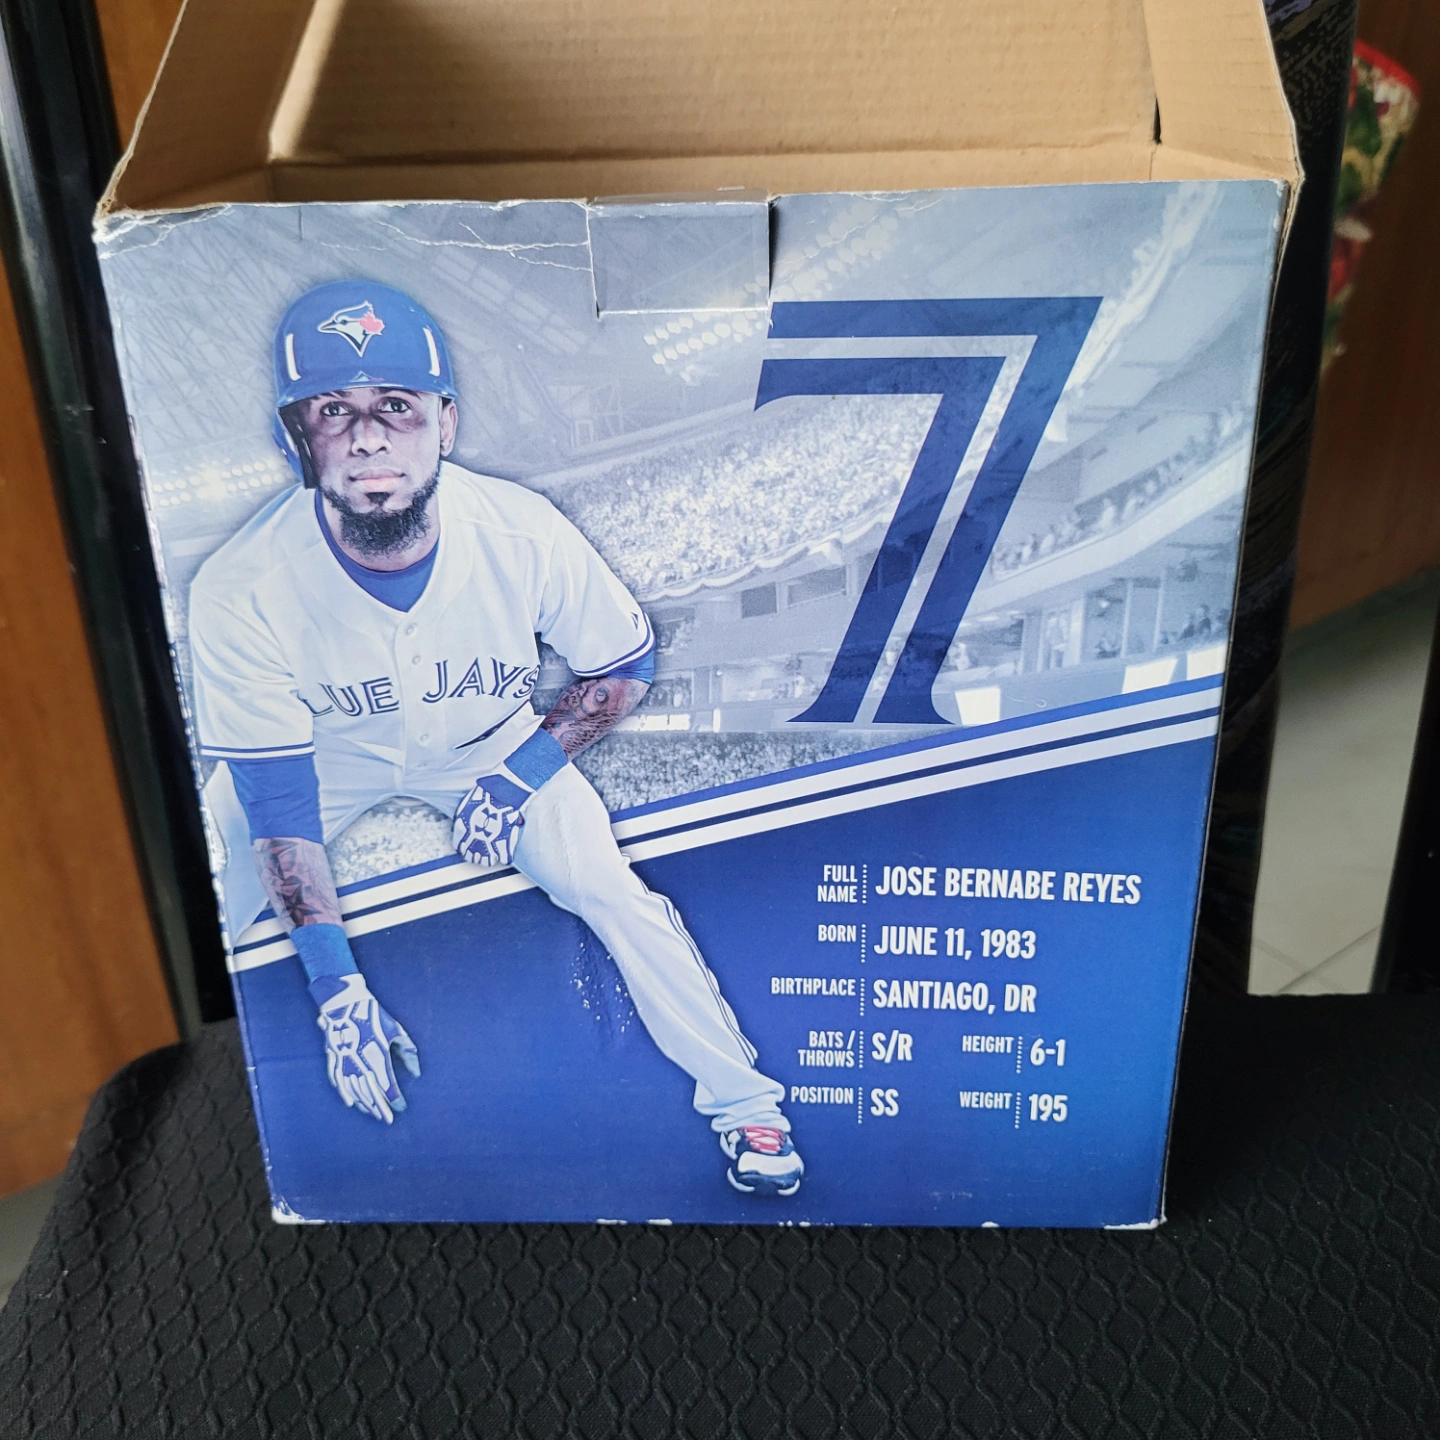 7
BLUE JAYS
FULL NAME JOSE BERNABE REYES
BORN JUNE 11, 1983
BIRTHPLACE SANTIAGO, DR
BATS / THROWS S/R HEIGHT 6-1
POSITION SS WEIGHT 195